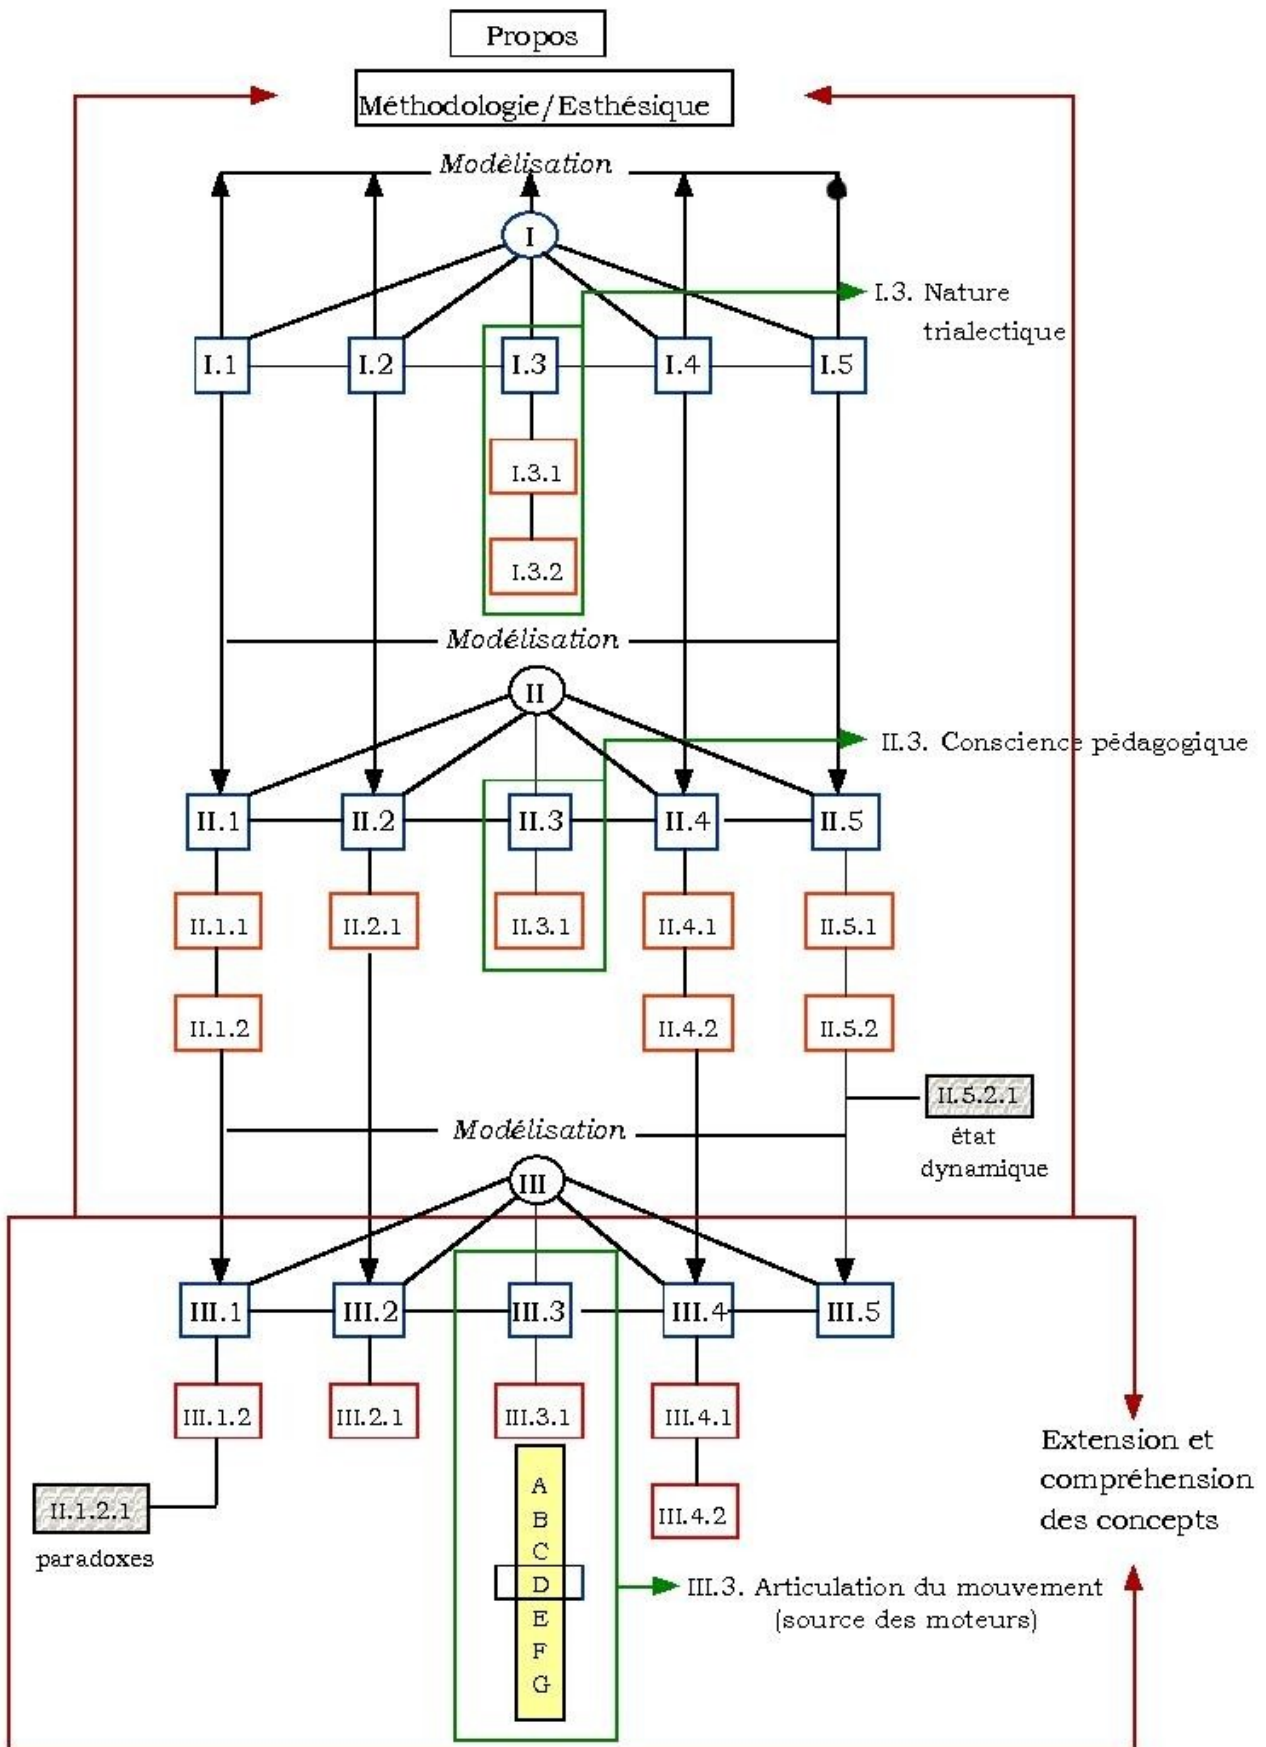 Propos
Méthodologie/Esthésique
Modèlisation
I
I.3. Nature
trialectique
I.1
I.2
I.3
I.4
I.5
I.3.1
I.3.2
Modélisation
II
II.3. Conscience pédagogique
II.1
II.2
II.3
II.4
II.5
II.1.1
II.2.1
II.3.1
II.4.1
II.5.1
II.1.2
II.4.2
II.5.2
II.5.2.1
état
dynamique
Modélisation
III
III.1
III.2
III.3
III.4
III.5
III.1.2
III.2.1
III.3.1
III.4.1
III.4.2
II.1.2.1
paradoxes
A
B
C
D
E
F
G
Extension et
compréhension
des concepts
III.3. Articulation du mouvement
(source des moteurs)